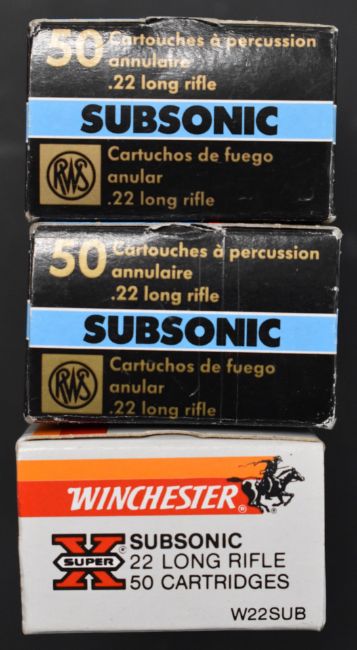 50 Cartouches à percussion
annulaire
.22 long rifle
SUBSONIC
RWS
Cartuchos de fuego
anular
.22 long rifle
50 Cartouches à percussion
annulaire
.22 long rifle
SUBSONIC
RWS
Cartuchos de fuego
anular
.22 long rifle
WINCHESTER®
®
SUPER X®
SUBSONIC
22 LONG RIFLE
50 CARTRIDGES
W22SUB